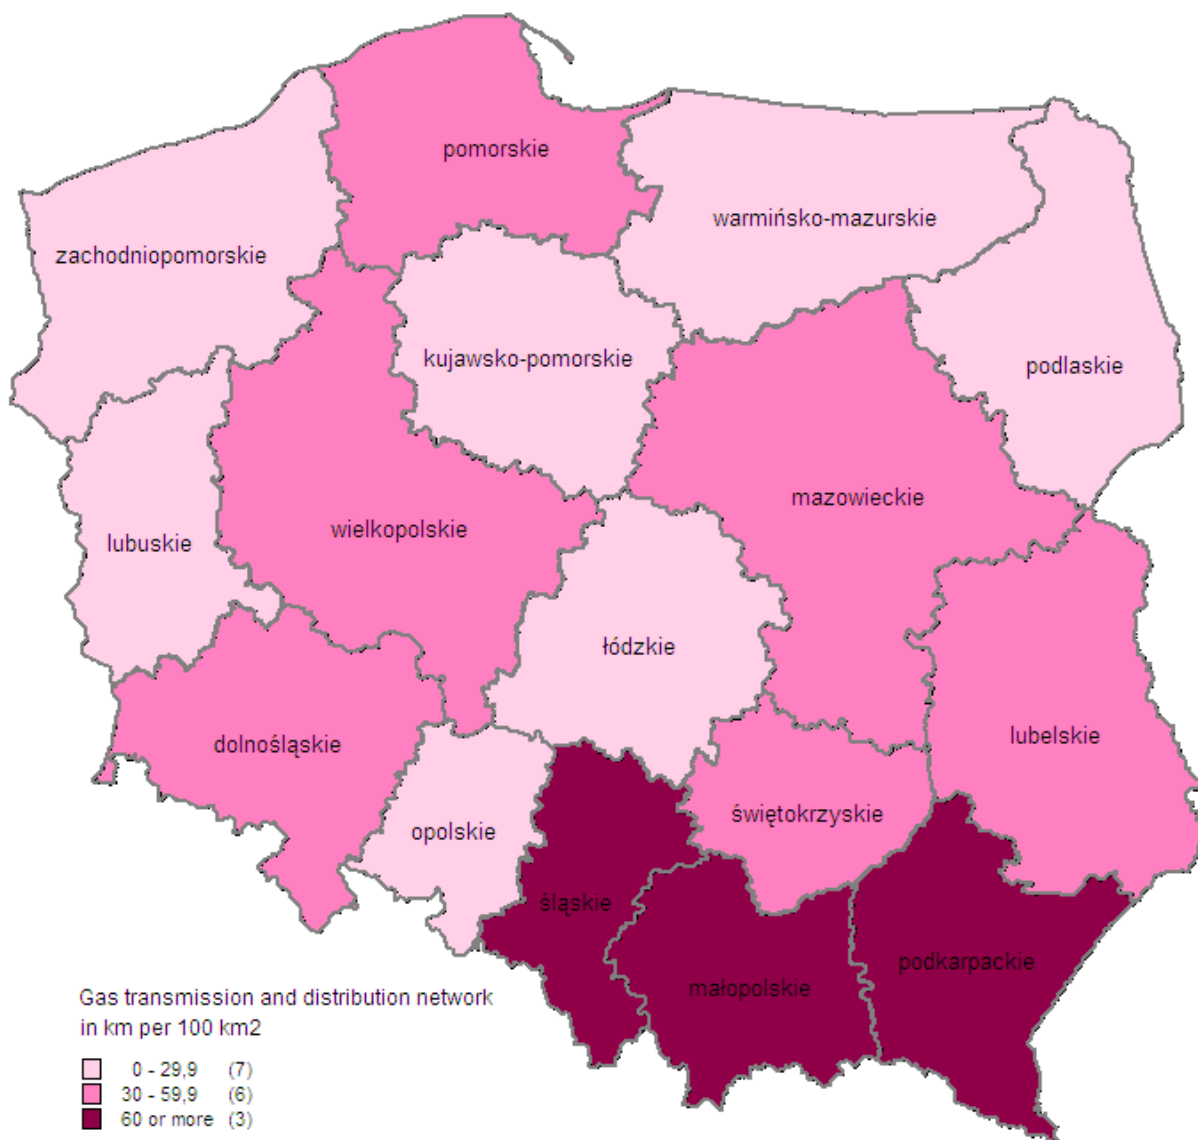 pomorskie
warmińsko-mazurskie
zachodniopomorskie
kujawsko-pomorskie
podlaskie
mazowieckie
wielkopolskie
lubuskie
łódzkie
lubelskie
dolnośląskie
świętokrzyskie
opolskie
śląskie
podkarpackie
małopolskie
Gas transmission and distribution network
in km per 100 km2
0 - 29,9 (7)
30 - 59,9 (6)
60 or more (3)